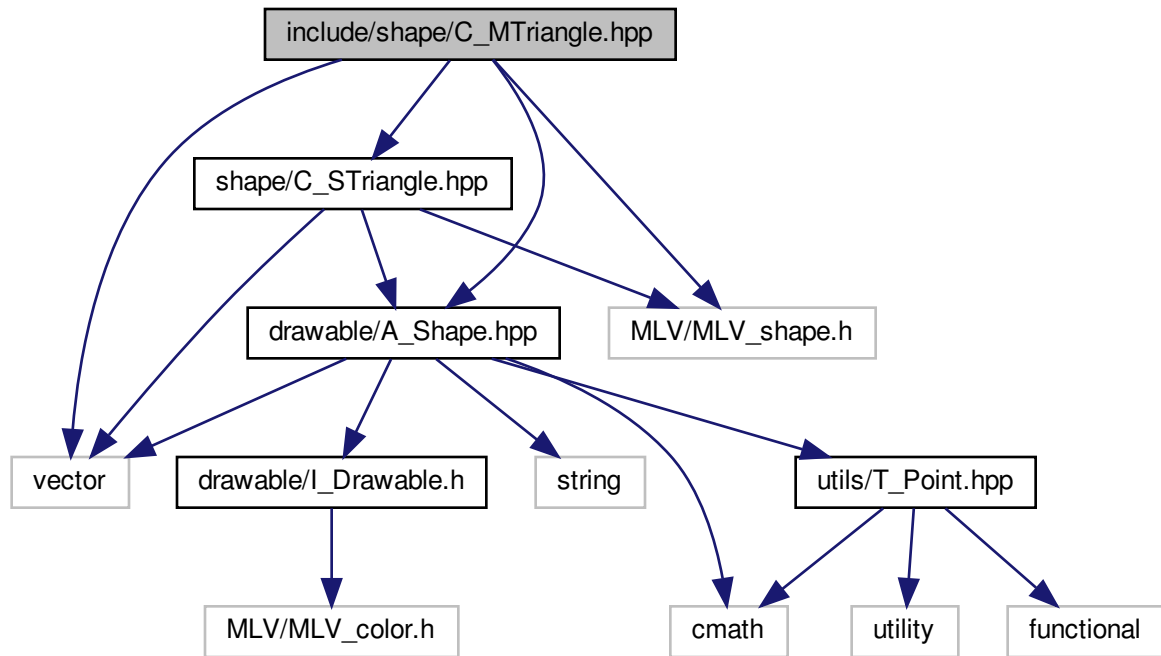 include/shape/C_MTriangle.hpp
shape/C_STriangle.hpp
drawable/A_Shape.hpp
MLV/MLV_shape.h
vector
drawable/I_Drawable.h
string
utils/T_Point.hpp
MLV/MLV_color.h
cmath
utility
functional